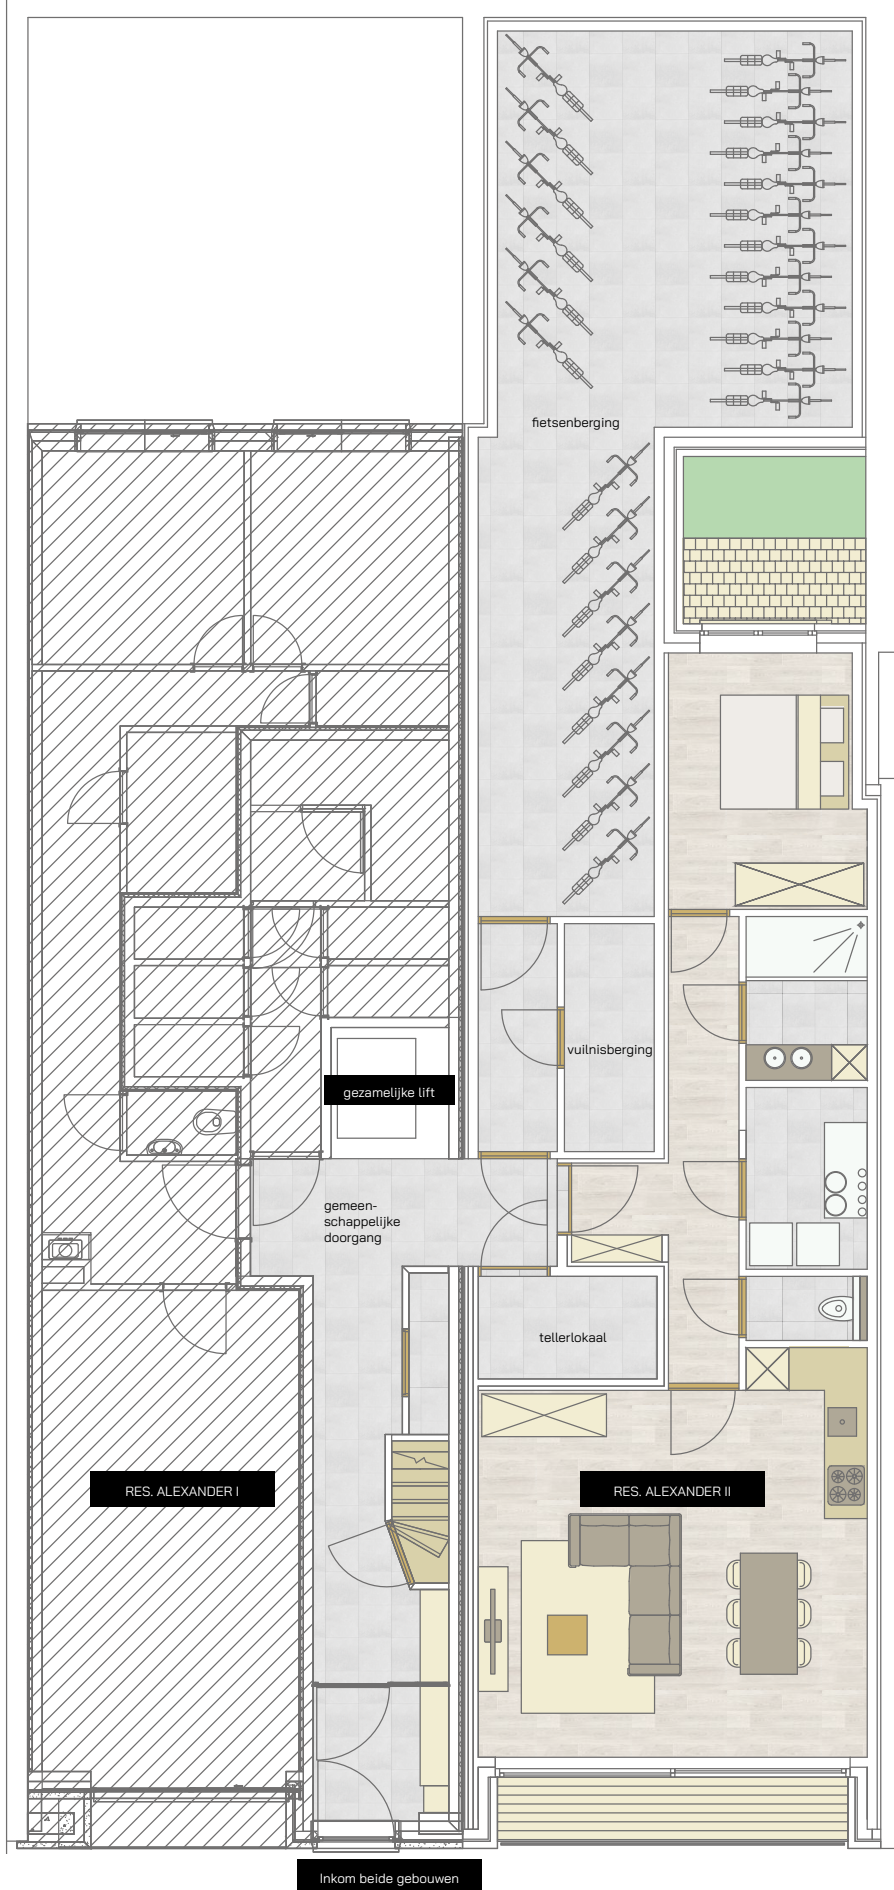 fietsenberging
vuilnisberging
gezamelijke lift
gemeen-
schappelijke
doorgang
tellerlokaal
RES. ALEXANDER I
RES. ALEXANDER II
Inkom beide gebouwen